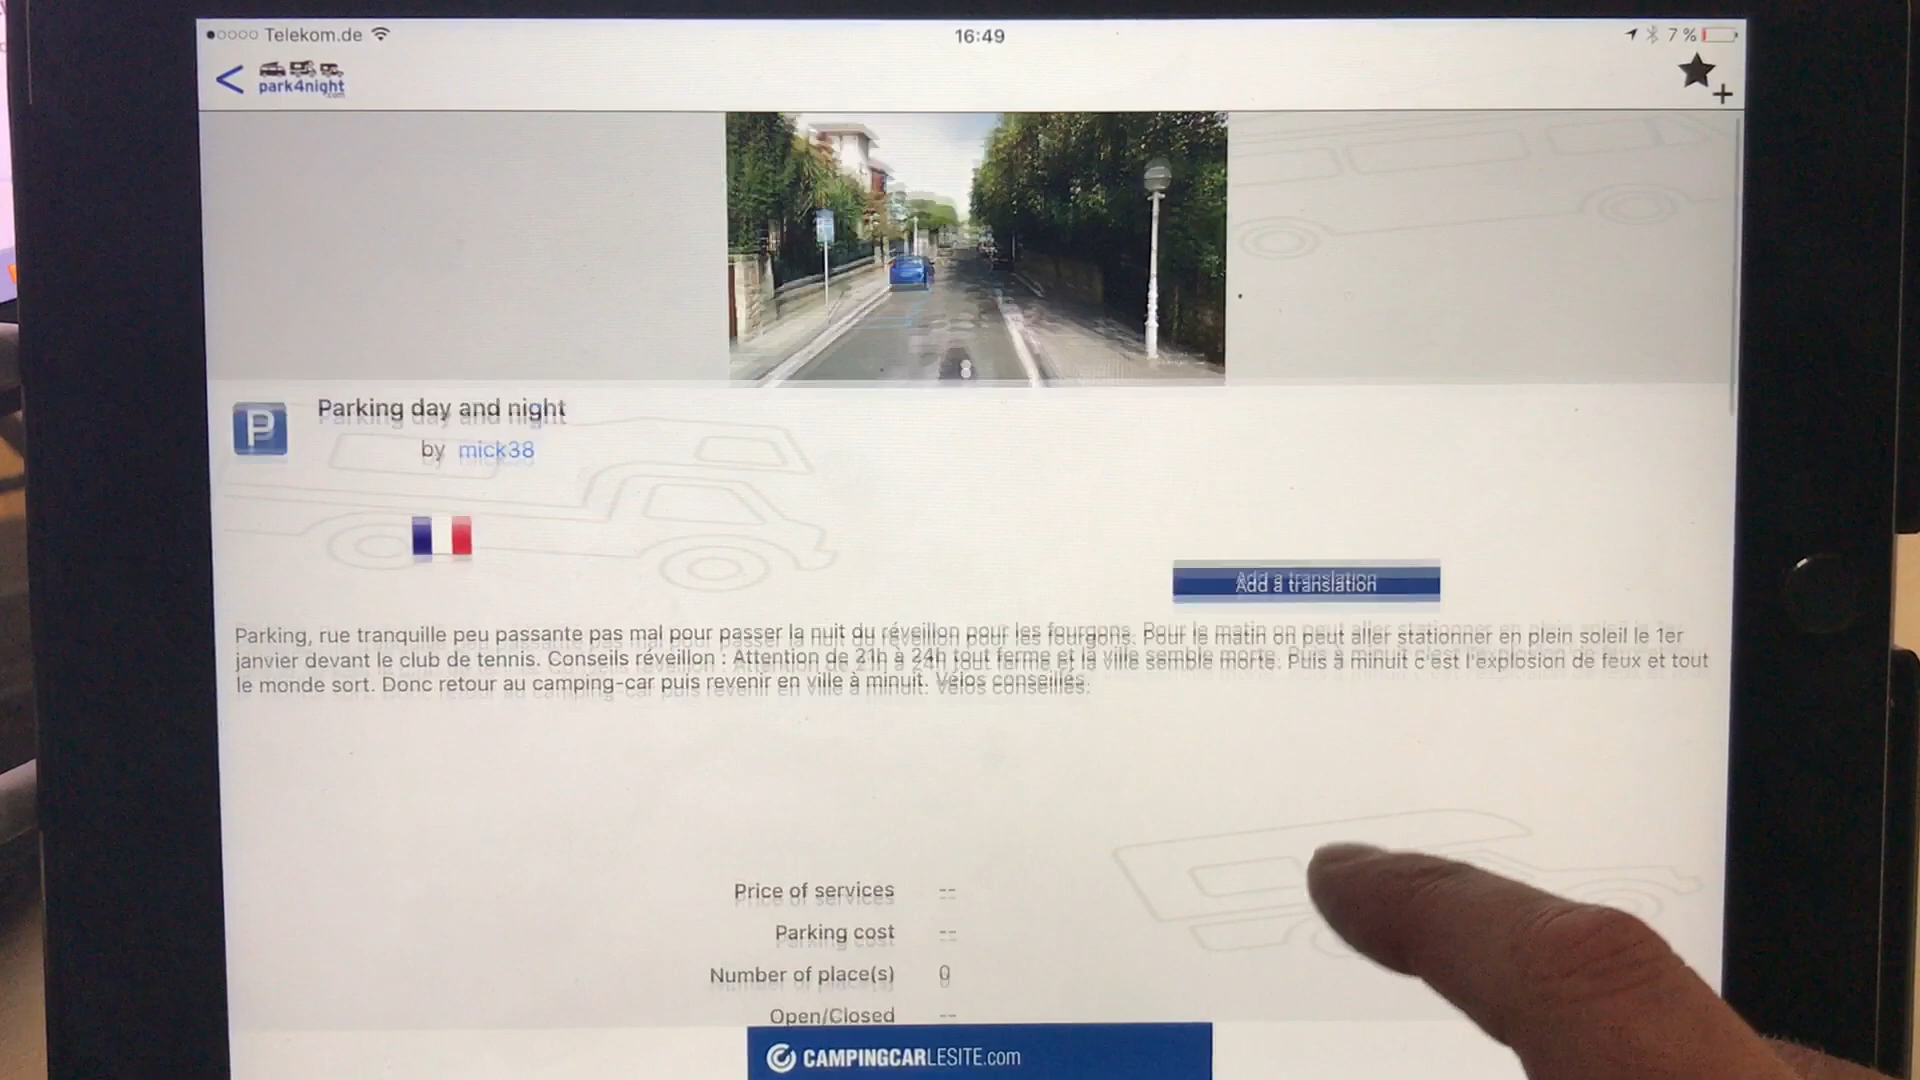 Telekom.de
16:49
7 %
park4night
.com
Parking day and night
by mick38
Add a translation
Parking, rue tranquille peu passante pas mal pour passer la nuit du réveillon pour les fourgons. Pour le matin on peut aller stationner en plein soleil le 1er
janvier devant le club de tennis. Conseils réveillon : Attention de 21h à 24h tout ferme et la ville semble morte. Puis à minuit c'est l'explosion de feux et tout
le monde sort. Donc retour au camping-car puis revenir en ville à minuit. Vélos conseillés.
Price of services --
Parking cost --
Number of place(s) 0
Open/Closed --
CAMPINGCARLESITE.com